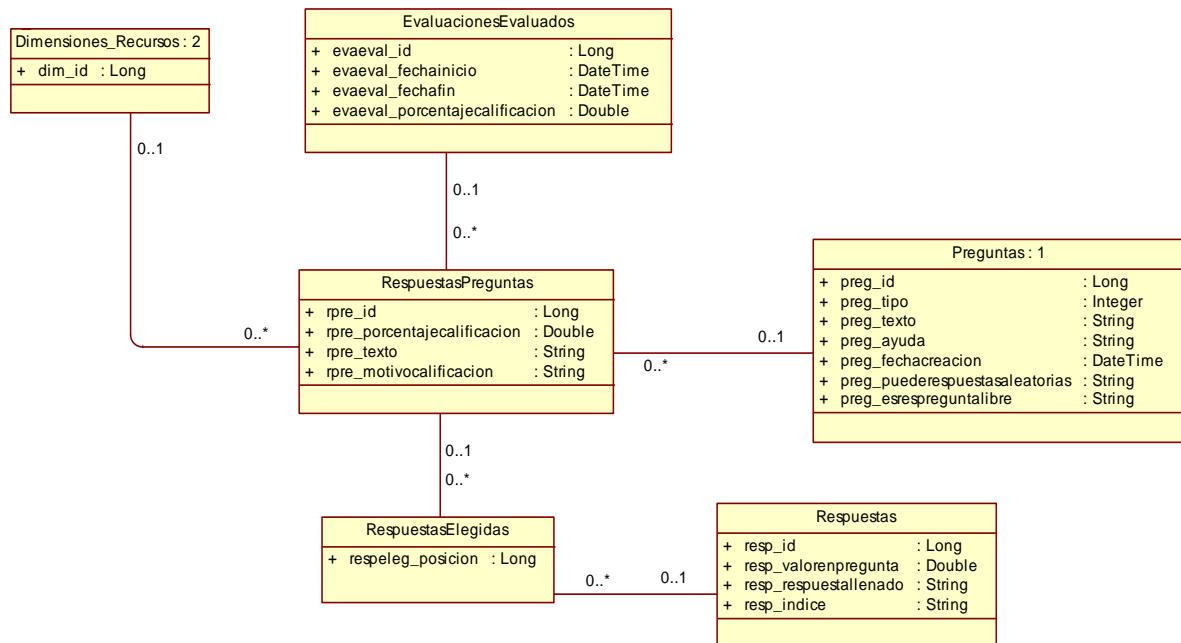 Dimensiones_Recursos : 2
+ dim_id : Long
EvaluacionesEvaluados
+ evaeval_id : Long
+ evaeval_fechainicio : DateTime
+ evaeval_fechafin : DateTime
+ evaeval_porcentajecalificacion : Double
0..1
0..1
0..*
RespuestasPreguntas
+ rpre_id : Long
+ rpre_porcentajecalificacion : Double
+ rpre_texto : String
+ rpre_motivocalificacion : String
0..*
Preguntas : 1
+ preg_id : Long
+ preg_tipo : Integer
+ preg_texto : String
+ preg_ayuda : String
+ preg_fechacreacion : DateTime
+ preg_puederespuestasaleatorias : String
+ preg_esrespreguntalibre : String
0..1
0..*
0..1
0..*
RespuestasElegidas
+ respeleg_posicion : Long
0..*
0..1
Respuestas
+ resp_id : Long
+ resp_valorenpregunta : Double
+ resp_respuestallenado : String
+ resp_indice : String